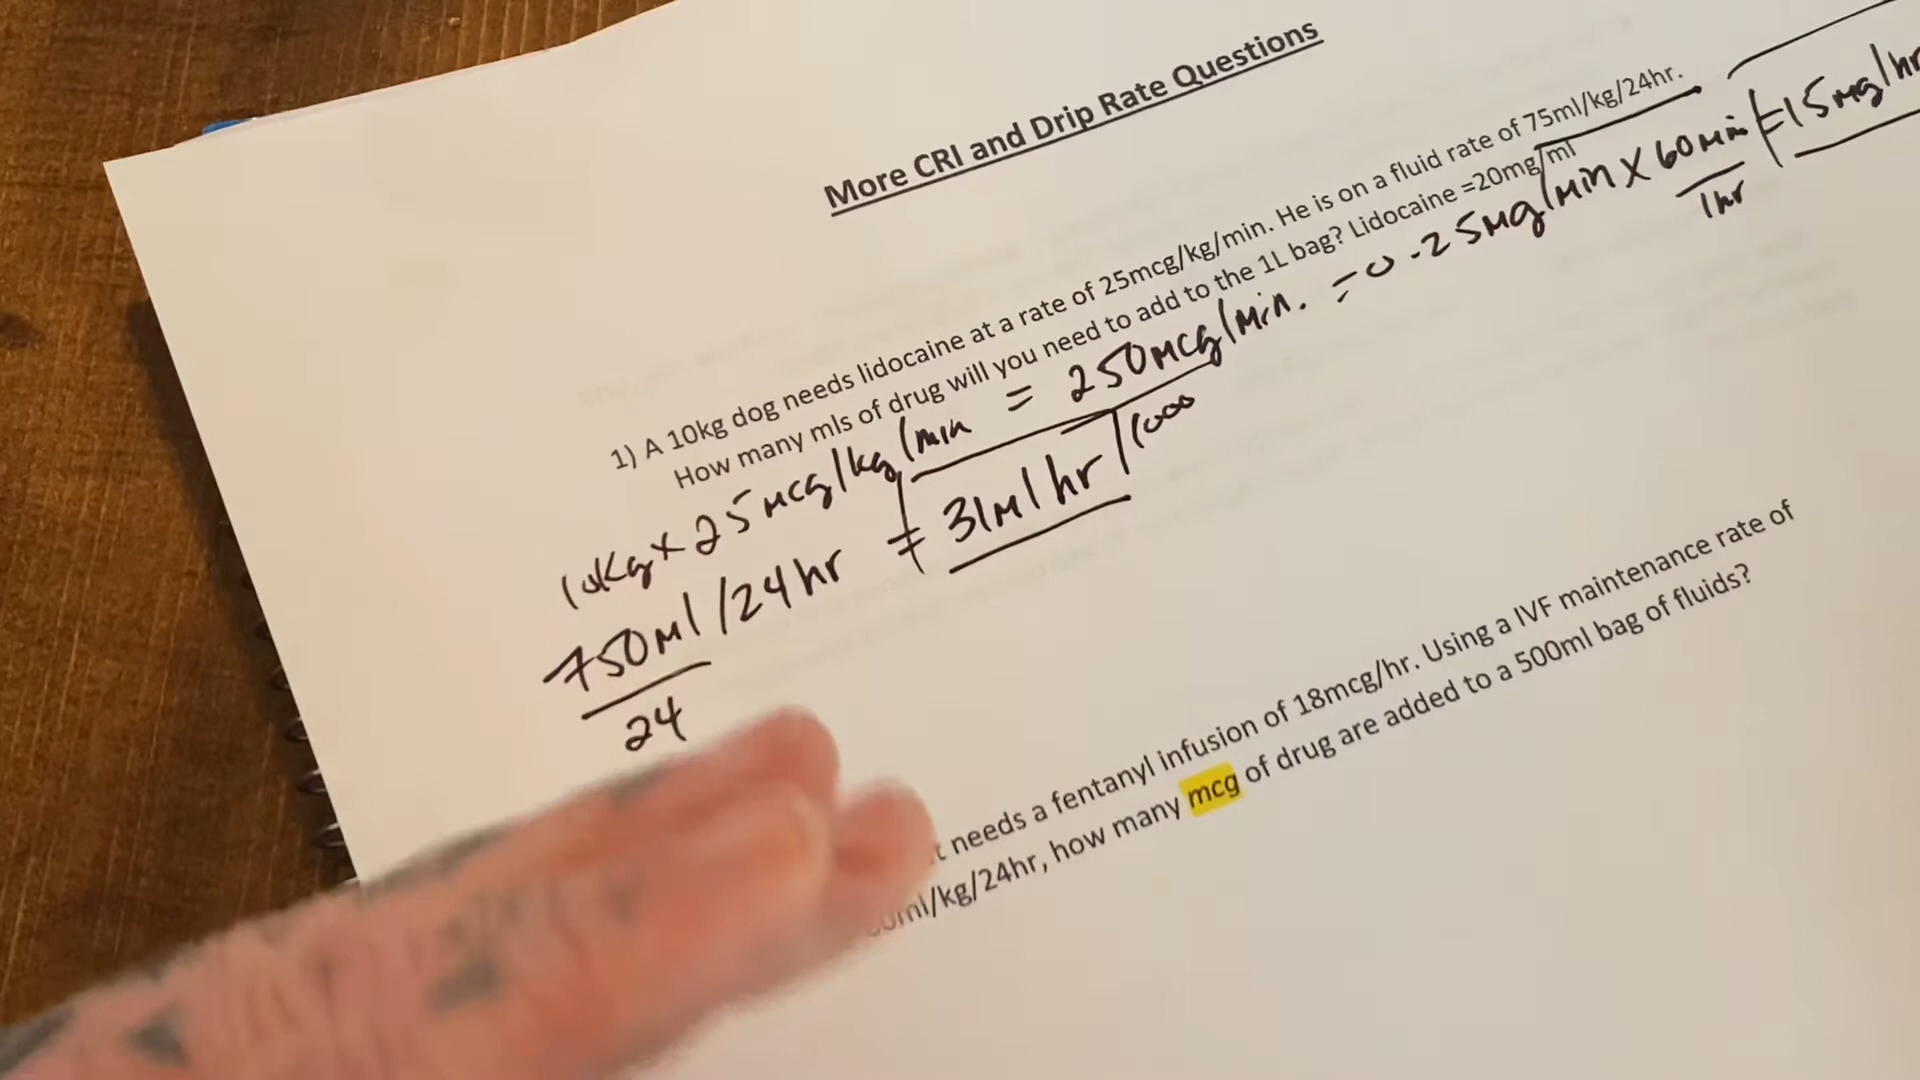 More CRI and Drip Rate Questions
1) A 10kg dog needs lidocaine at a rate of 25mcg/kg/min. He is on a fluid rate of 75ml/kg/24hr.
How many mls of drug will you need to add to the 1L bag? Lidocaine =20mg/ml
10kg x 25mcg/kg/min = 250mcg/min. = 0.25mg/min x 60min = 15mg/hr
1000
1hr
750ml/24hr = 31ml/hr
24
needs a fentanyl infusion of 18mcg/hr. Using a IVF maintenance rate of
ml/kg/24hr, how many mcg of drug are added to a 500ml bag of fluids?